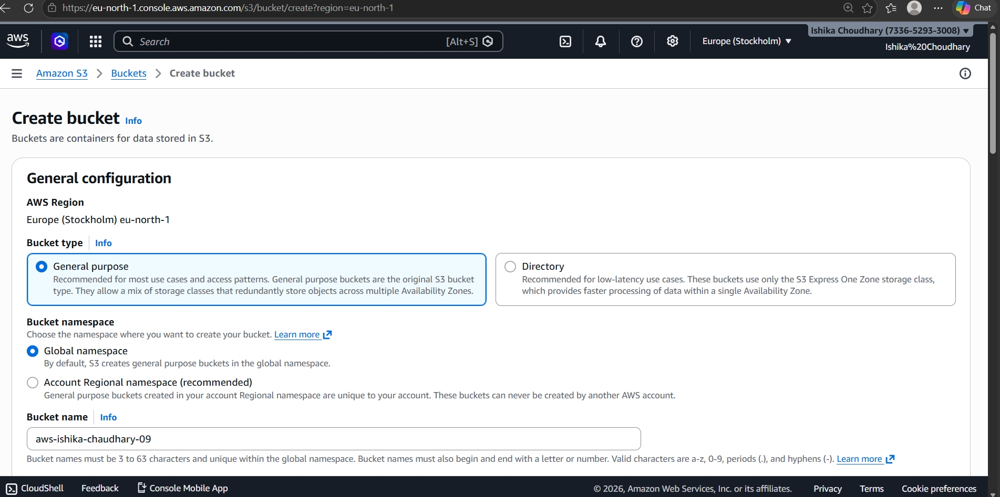 https://eu-north-1.console.aws.amazon.com/s3/bucket/create?region=eu-north-1
Chat
aws
Search
[Alt+S]
Europe (Stockholm)
Ishika Choudhary (7336-5293-3008)
Ishika%20Choudhary
Amazon S3
Buckets
Create bucket
Create bucket Info
Buckets are containers for data stored in S3.
General configuration
AWS Region
Europe (Stockholm) eu-north-1
Bucket type Info
General purpose
Recommended for most use cases and access patterns. General purpose buckets are the original S3 bucket
type. They allow a mix of storage classes that redundantly store objects across multiple Availability Zones.
Directory
Recommended for low-latency use cases. These buckets use only the S3 Express One Zone storage class,
which provides faster processing of data within a single Availability Zone.
Bucket namespace
Choose the namespace where you want to create your bucket. Learn more
Global namespace
By default, S3 creates general purpose buckets in the global namespace.
Account Regional namespace (recommended)
General purpose buckets created in your account Regional namespace are unique to your account. These buckets can never be created by another AWS account.
Bucket name Info
aws-ishika-chaudhary-09
Bucket names must be 3 to 63 characters and unique within the global namespace. Bucket names must also begin and end with a letter or number. Valid characters are a-z, 0-9, periods (.), and hyphens (-). Learn more
CloudShell
Feedback
Console Mobile App
© 2026, Amazon Web Services, Inc. or its affiliates.
Privacy
Terms
Cookie preferences